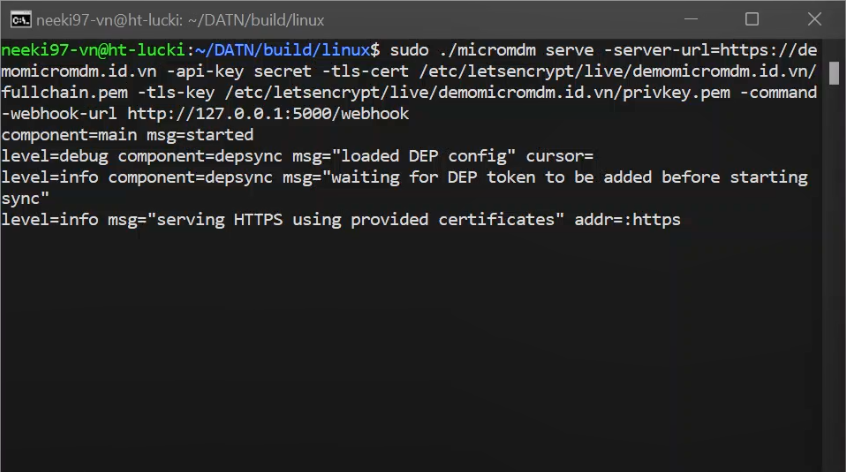 neeki97-vn@ht-lucki: ~/DATN/build/linux
neeki97-vn@ht-lucki:~/DATN/build/linux$ sudo ./micromdm serve -server-url=https://de
momicromdm.id.vn -api-key secret -tls-cert /etc/letsencrypt/live/demomicromdm.id.vn/
fullchain.pem -tls-key /etc/letsencrypt/live/demomicromdm.id.vn/privkey.pem -command
-webhook-url http://127.0.0.1:5000/webhook
component=main msg=started
level=debug component=depsync msg="loaded DEP config" cursor=
level=info component=depsync msg="waiting for DEP token to be added before starting
sync"
level=info msg="serving HTTPS using provided certificates" addr=:https